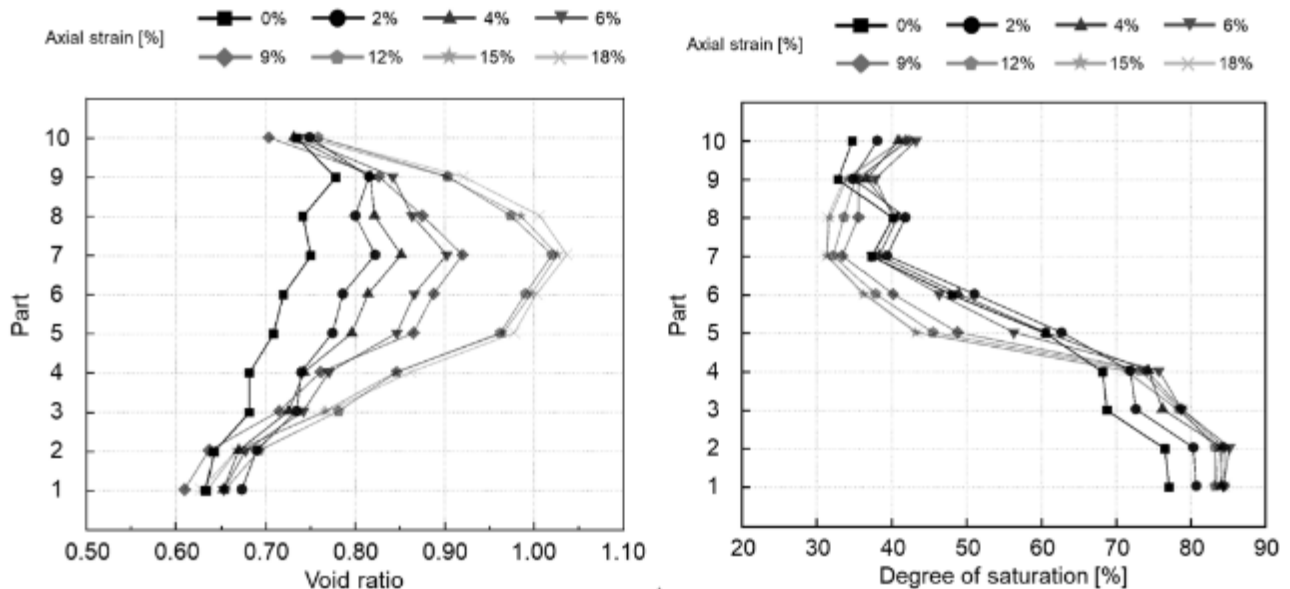 0% 2% 4% 6%
Axial strain [%]
9% 12% 15% 18%
10
9
8
7
6
5
4
3
2
1
Part
0.50 0.60 0.70 0.80 0.90 1.00 1.10
Void ratio
0% 2% 4% 6%
Axial strain [%]
9% 12% 15% 18%
10
9
8
7
6
5
4
3
2
1
Part
20 30 40 50 60 70 80 90
Degree of saturation [%]